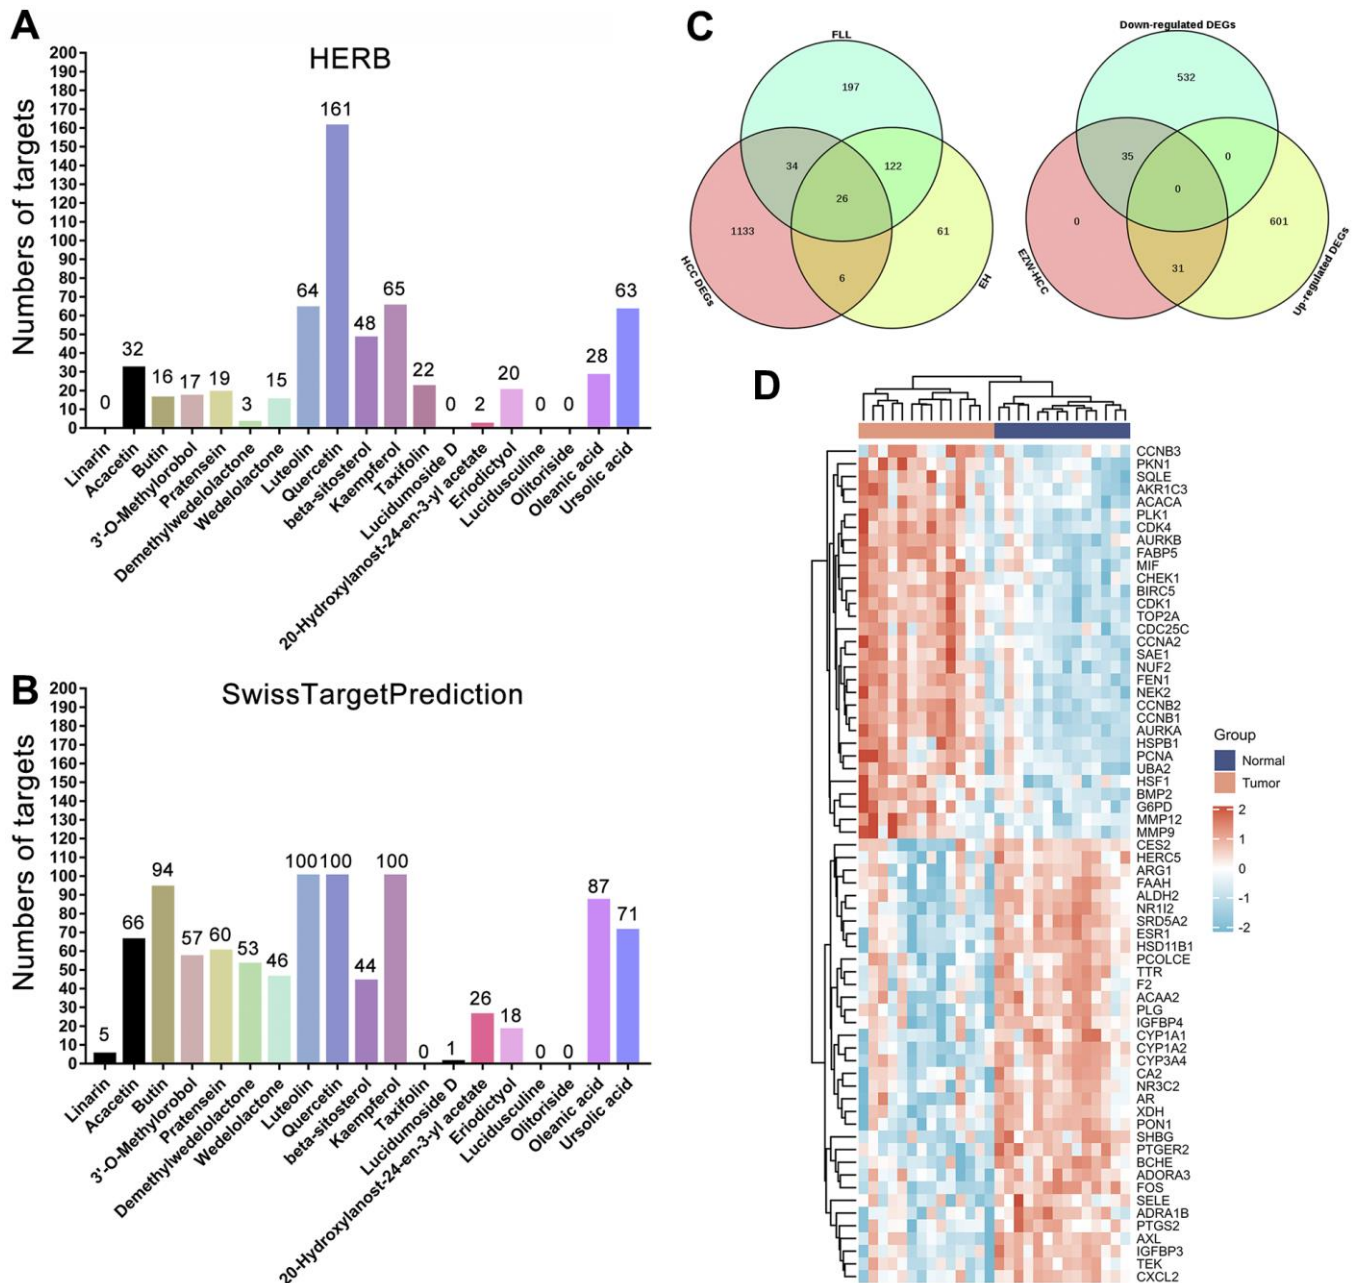 A
HERB
Numbers of targets
200
190
180
170
160
150
140
130
120
110
100
90
80
70
60
50
40
30
20
10
0
0
32
16
17
19
3
15
64
161
48
65
22
0
2
20
0
0
28
63
Linarin
Acacetin
Butin
3'-O-Methylorobol
Pratensein
Demethylwedelolactone
Wedelolactone
Luteolin
Quercetin
beta-sitosterol
Kaempferol
Taxifolin
Lucidumoside D
20-Hydroxylanost-24-en-3-yl acetate
Eriodictyol
Lucidusculine
Olitoriside
Oleanic acid
Ursolic acid
B
SwissTargetPrediction
Numbers of targets
200
190
180
170
160
150
140
130
120
110
100
90
80
70
60
50
40
30
20
10
0
5
66
94
57
60
53
46
100
100
44
100
0
1
26
18
0
0
87
71
Linarin
Acacetin
Butin
3'-O-Methylorobol
Pratensein
Demethylwedelolactone
Wedelolactone
Luteolin
Quercetin
beta-sitosterol
Kaempferol
Taxifolin
Lucidumoside D
20-Hydroxylanost-24-en-3-yl acetate
Eriodictyol
Lucidusculine
Olitoriside
Oleanic acid
Ursolic acid
C
FLL
197
34
122
26
1133
61
6
HCC DEGs
EH
Down-regulated DEGs
532
35
0
0
0
601
31
EZW-HCC
Up-regulated DEGs
D
CCNB3
PKN1
SQLE
AKR1C3
ACACA
PLK1
CDK4
AURKB
FABP5
MIF
CHEK1
BIRC5
CDK1
TOP2A
CDC25C
CCNA2
SAE1
NUF2
FEN1
NEK2
CCNB2
CCNB1
AURKA
HSPB1
PCNA
UBA2
HSF1
BMP2
G6PD
MMP12
MMP9
CES2
HERC5
ARG1
FAAH
ALDH2
NR1I2
SRD5A2
ESR1
HSD11B1
PCOLCE
TTR
F2
ACAA2
PLG
IGFBP4
CYP1A1
CYP1A2
CYP3A4
CA2
NR3C2
AR
XDH
PON1
SHBG
PTGER2
BCHE
ADORA3
FOS
SELE
ADRA1B
PTGS2
AXL
IGFBP3
TEK
CXCL2
Group
Normal
Tumor
2
1
0
-1
-2